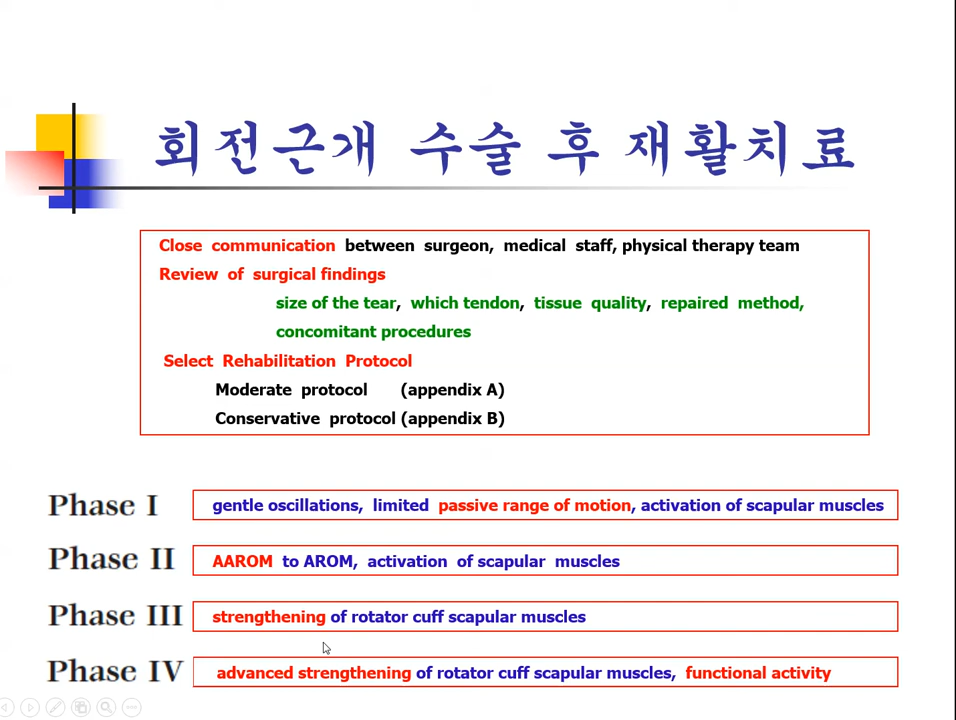 회전근개 수술 후 재활치료
Close communication between surgeon, medical staff, physical therapy team
Review of surgical findings
size of the tear, which tendon, tissue quality, repaired method,
concomitant procedures
Select Rehabilitation Protocol
Moderate protocol (appendix A)
Conservative protocol (appendix B)
Phase I gentle oscillations, limited passive range of motion, activation of scapular muscles
Phase II AAROM to AROM, activation of scapular muscles
Phase III strengthening of rotator cuff scapular muscles
Phase IV advanced strengthening of rotator cuff scapular muscles, functional activity